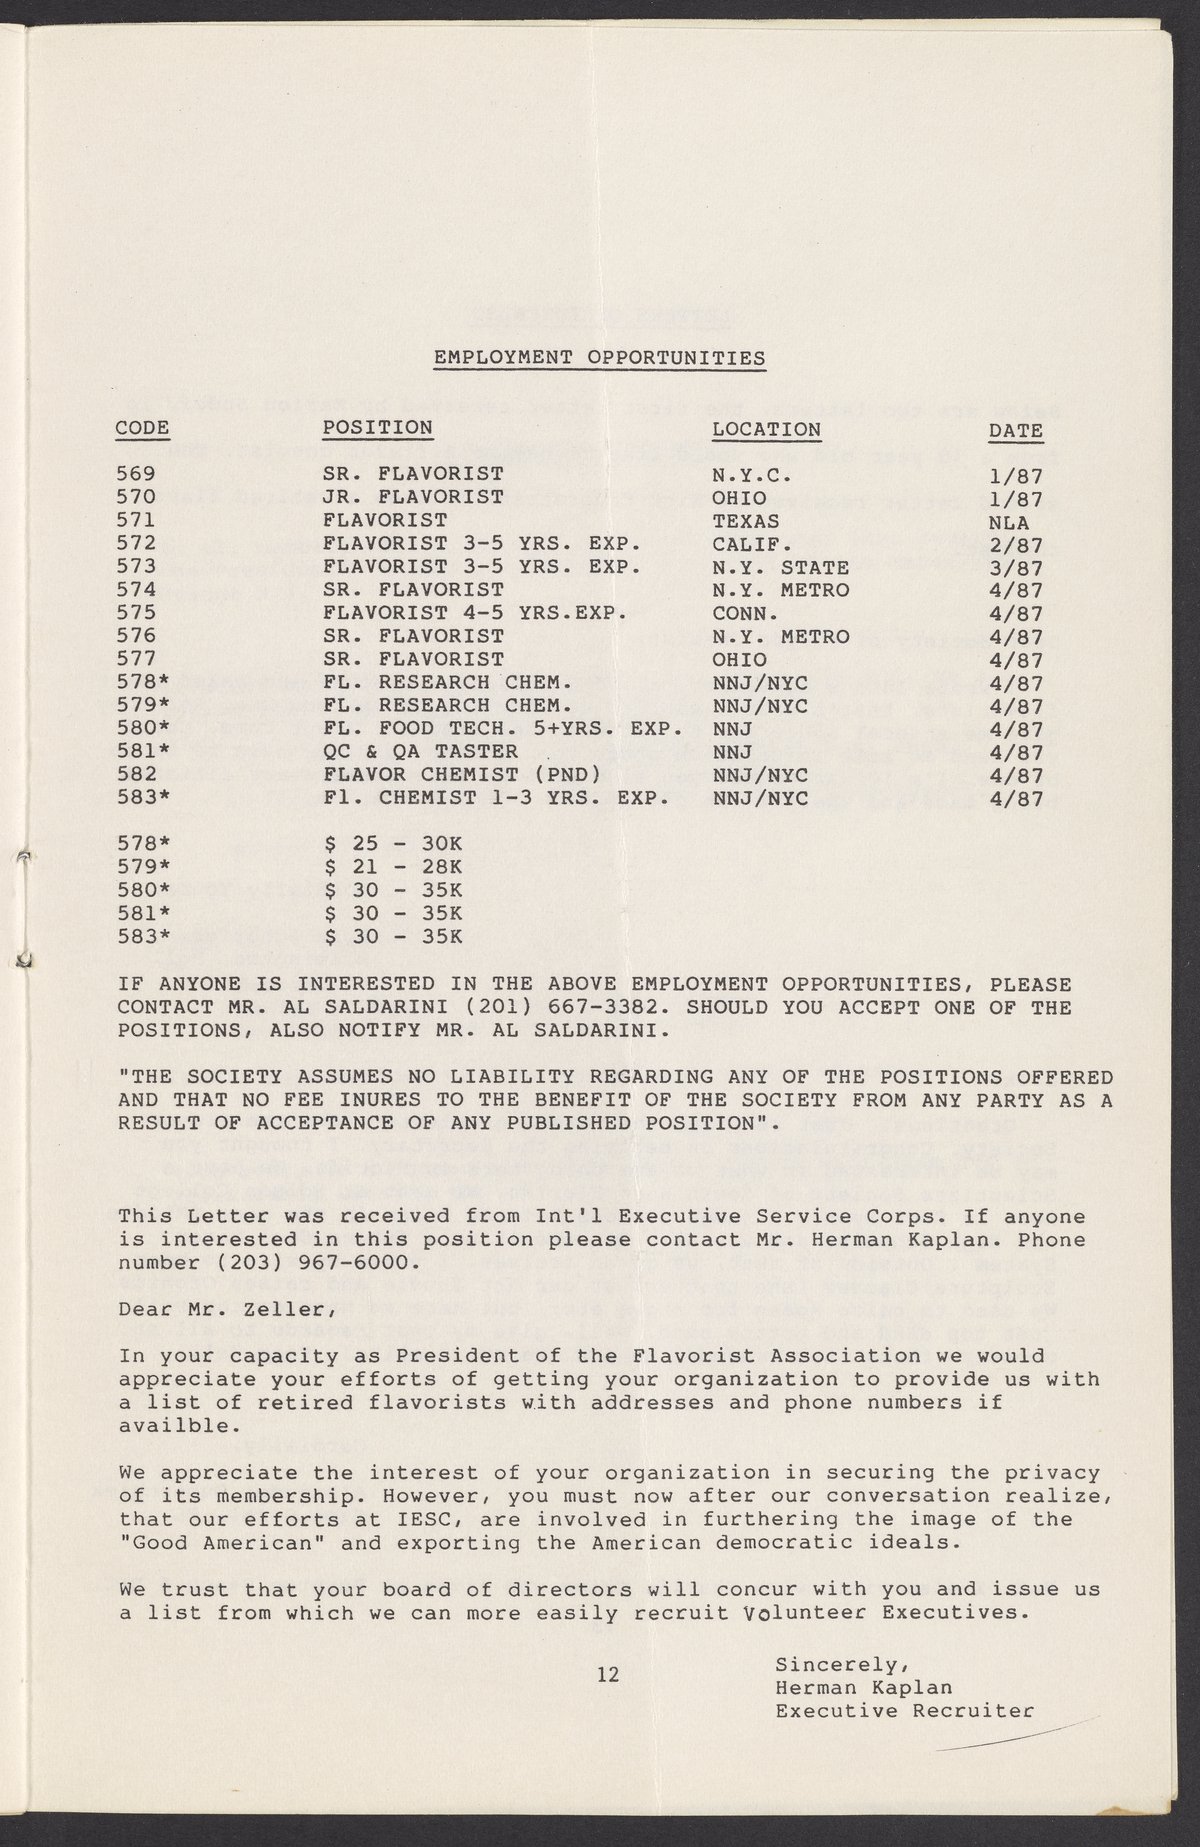 EMPLOYMENT OPPORTUNITIES
CODE POSITION LOCATION DATE
569 SR. FLAVORIST N.Y.C. 1/87
570 JR. FLAVORIST OHIO 1/87
571 FLAVORIST TEXAS NLA
572 FLAVORIST 3-5 YRS. EXP. CALIF. 2/87
573 FLAVORIST 3-5 YRS. EXP. N.Y. STATE 3/87
574 SR. FLAVORIST N.Y. METRO 4/87
575 FLAVORIST 4-5 YRS.EXP. CONN. 4/87
576 SR. FLAVORIST N.Y. METRO 4/87
577 SR. FLAVORIST OHIO 4/87
578* FL. RESEARCH CHEM. NNJ/NYC 4/87
579* FL. RESEARCH CHEM. NNJ/NYC 4/87
580* FL. FOOD TECH. 5+YRS. EXP. NNJ 4/87
581* QC & QA TASTER NNJ 4/87
582 FLAVOR CHEMIST (PND) NNJ/NYC 4/87
583* Fl. CHEMIST 1-3 YRS. EXP. NNJ/NYC 4/87
578* $ 25 - 30K
579* $ 21 - 28K
580* $ 30 - 35K
581* $ 30 - 35K
583* $ 30 - 35K
IF ANYONE IS INTERESTED IN THE ABOVE EMPLOYMENT OPPORTUNITIES, PLEASE
CONTACT MR. AL SALDARINI (201) 667-3382. SHOULD YOU ACCEPT ONE OF THE
POSITIONS, ALSO NOTIFY MR. AL SALDARINI.
"THE SOCIETY ASSUMES NO LIABILITY REGARDING ANY OF THE POSITIONS OFFERED
AND THAT NO FEE INURES TO THE BENEFIT OF THE SOCIETY FROM ANY PARTY AS A
RESULT OF ACCEPTANCE OF ANY PUBLISHED POSITION".
This Letter was received from Int'l Executive Service Corps. If anyone
is interested in this position please contact Mr. Herman Kaplan. Phone
number (203) 967-6000.
Dear Mr. Zeller,
In your capacity as President of the Flavorist Association we would
appreciate your efforts of getting your organization to provide us with
a list of retired flavorists with addresses and phone numbers if
availble.
We appreciate the interest of your organization in securing the privacy
of its membership. However, you must now after our conversation realize,
that our efforts at IESC, are involved in furthering the image of the
"Good American" and exporting the American democratic ideals.
We trust that your board of directors will concur with you and issue us
a list from which we can more easily recruit Volunteer Executives.
Sincerely,
Herman Kaplan
Executive Recruiter
12